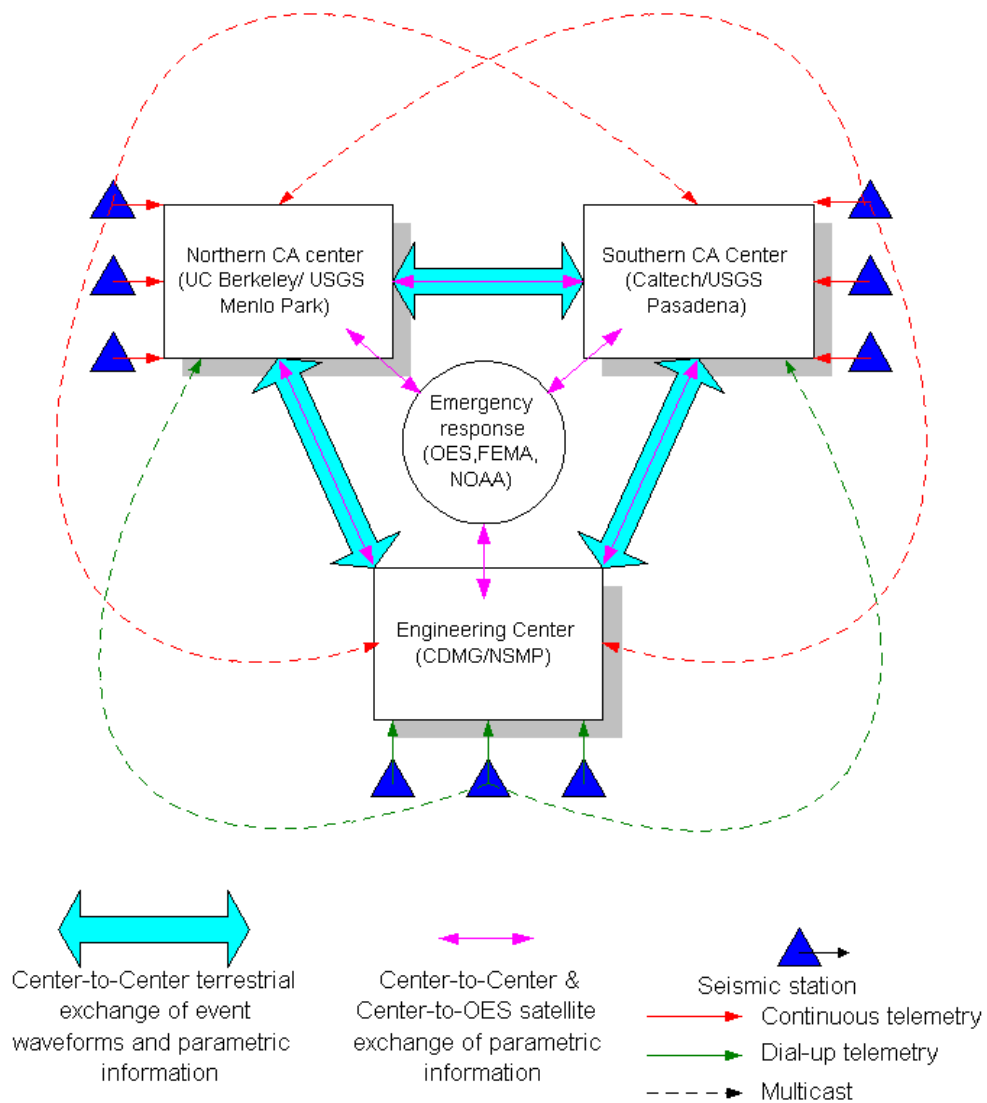 Northern CA center
(UC Berkeley/ USGS
Menlo Park)
Southern CA Center
(Caltech/USGS
Pasadena)
Emergency
response
(OES,FEMA,
NOAA)
Engineering Center
(CDMG/NSMP)
Center-to-Center terrestrial
exchange of event
waveforms and parametric
information
Center-to-Center &
Center-to-OES satellite
exchange of parametric
information
Seismic station
Continuous telemetry
Dial-up telemetry
Multicast